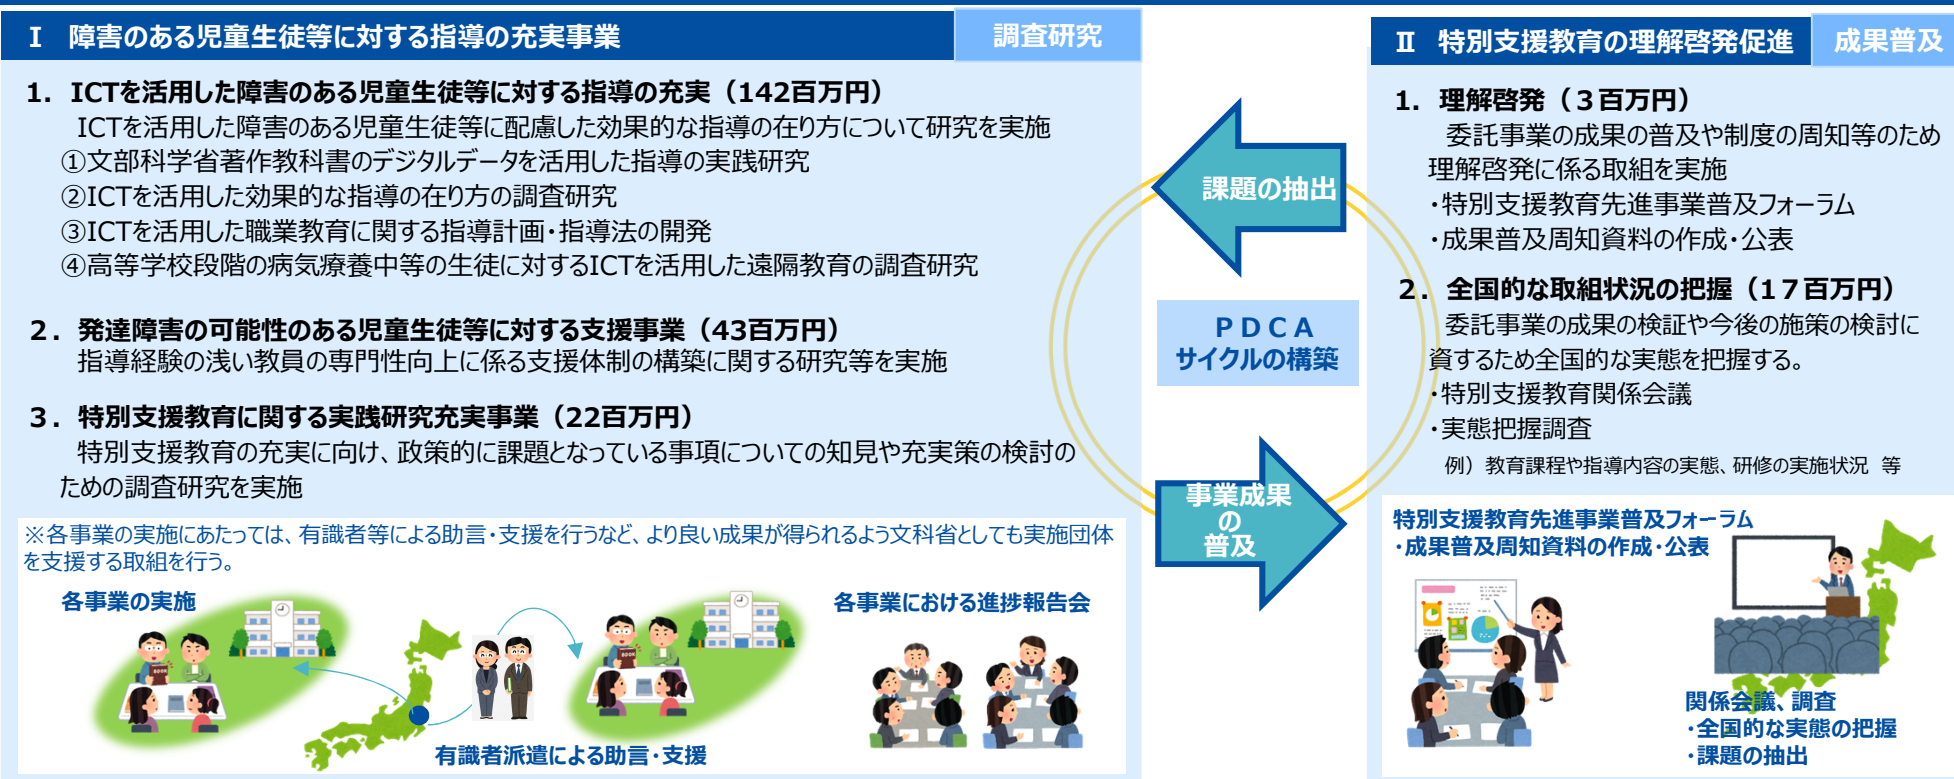 Ⅰ 障害のある児童生徒等に対する指導の充実事業
調査研究
1. ICTを活用した障害のある児童生徒等に対する指導の充実（142百万円）
ICTを活用した障害のある児童生徒等に配慮した効果的な指導の在り方について研究を実施
①文部科学省著作教科書のデジタルデータを活用した指導の実践研究
②ICTを活用した効果的な指導の在り方の調査研究
③ICTを活用した職業教育に関する指導計画・指導法の開発
④高等学校段階の病気療養中等の生徒に対するICTを活用した遠隔教育の調査研究
２．発達障害の可能性のある児童生徒等に対する支援事業（43百万円）
指導経験の浅い教員の専門性向上に係る支援体制の構築に関する研究等を実施
３．特別支援教育に関する実践研究充実事業（22百万円）
特別支援教育の充実に向け、政策的に課題となっている事項についての知見や充実策の検討の
ための調査研究を実施
※各事業の実施にあたっては、有識者等による助言・支援を行うなど、より良い成果が得られるよう文科省としても実施団体
を支援する取組を行う。
各事業の実施
有識者派遣による助言・支援
各事業における進捗報告会
課題の抽出
ＰＤＣＡ
サイクルの構築
事業成果
の
普及
Ⅱ 特別支援教育の理解啓発促進
成果普及
1. 理解啓発（３百万円）
委託事業の成果の普及や制度の周知等のため
理解啓発に係る取組を実施
・特別支援教育先進事業普及フォーラム
・成果普及周知資料の作成・公表
２．全国的な取組状況の把握（1７百万円）
委託事業の成果の検証や今後の施策の検討に
資するため全国的な実態を把握する。
・特別支援教育関係会議
・実態把握調査
例）教育課程や指導内容の実態、研修の実施状況 等
特別支援教育先進事業普及フォーラム
・成果普及周知資料の作成・公表
関係会議、調査
・全国的な実態の把握
・課題の抽出